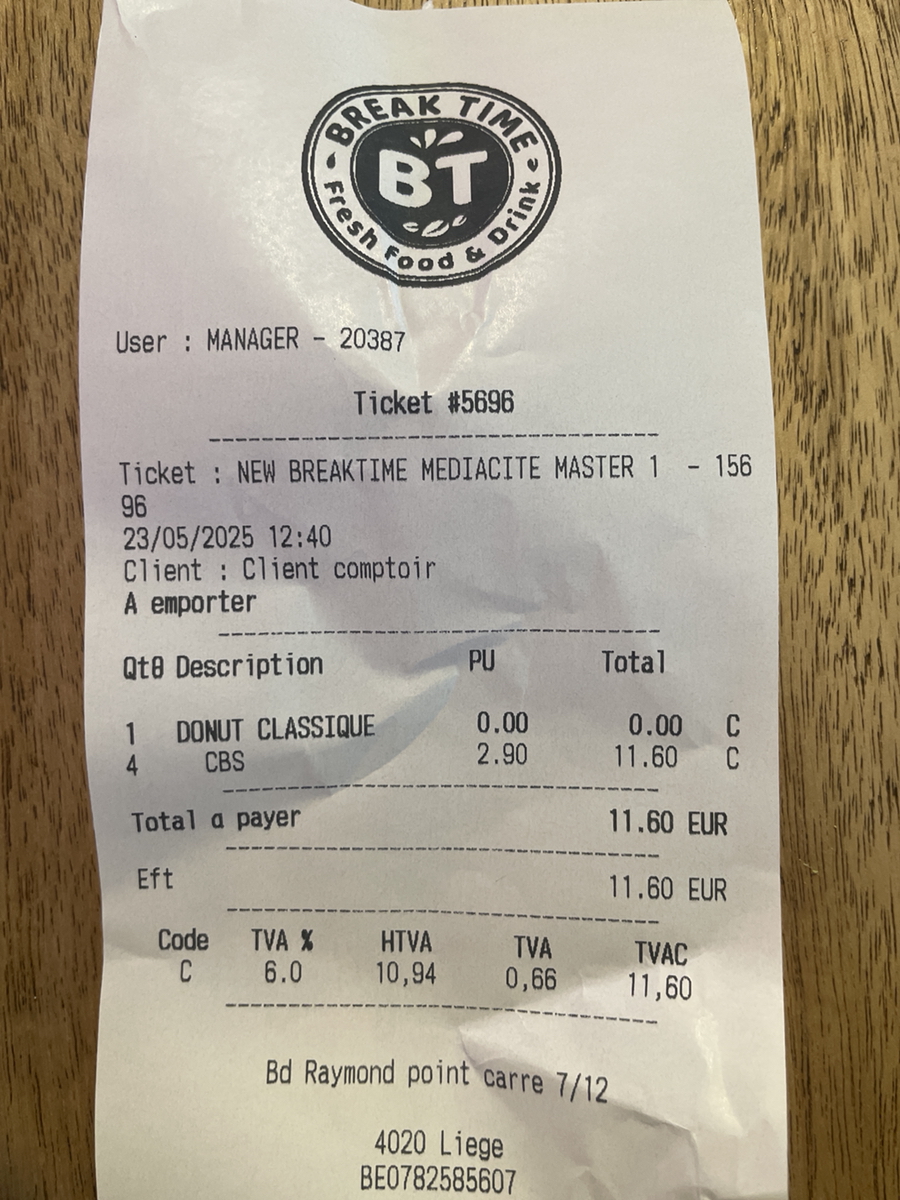 BREAK TIME
BT
Fresh Food & Drink
User : MANAGER - 20387
Ticket #5696
Ticket : NEW BREAKTIME MEDIACITE MASTER 1 - 156
96
23/05/2025 12:40
Client : Client comptoir
A emporter
Qt8 Description PU Total
1 DONUT CLASSIQUE 0.00 0.00 C
4 CBS 2.90 11.60 C
Total a payer 11.60 EUR
Eft 11.60 EUR
Code TVA % HTVA TVA TVAC
C 6.0 10,94 0,66 11,60
Bd Raymond point carre 7/12
4020 Liege
BE0782585607